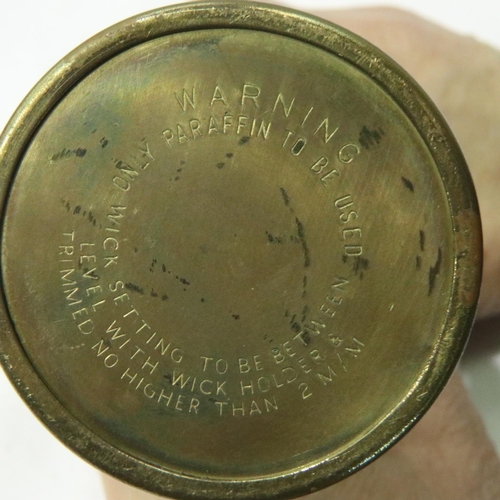 WARNING
ONLY PARAFFIN TO BE USED
WICK SETTING TO BE BETWEEN
LEVEL WITH WICK HOLDER &
TRIMMED NO HIGHER THAN 2 M/M